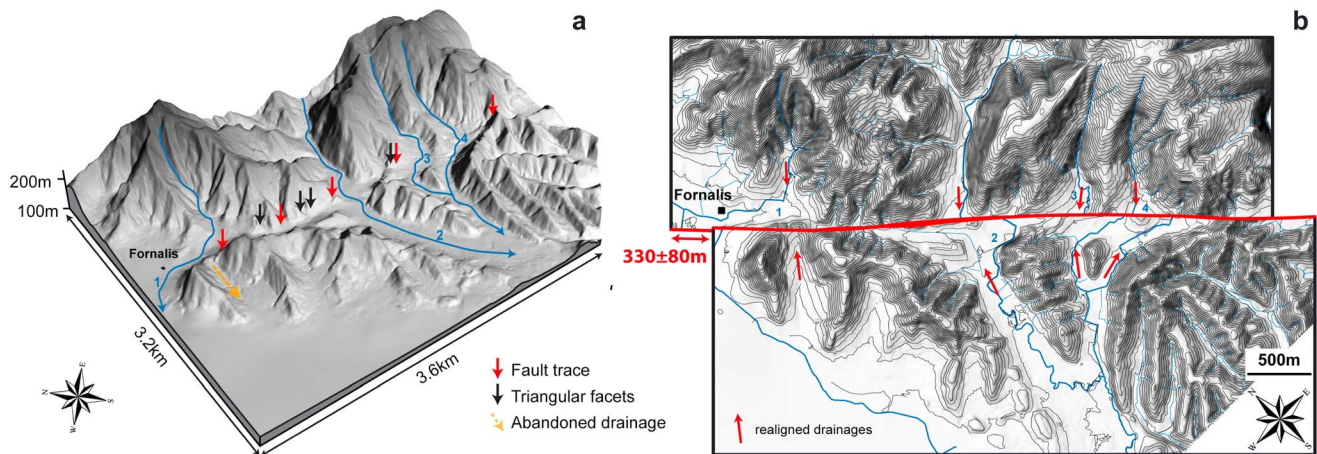 a
200m
100m
Fornalis
1
2
3
4
3.2km
3.6km
N
E
S
W
Fault trace
Triangular facets
Abandoned drainage
b
Fornalis
1
2
3
4
330±80m
500m
realigned drainages
N
E
S
W